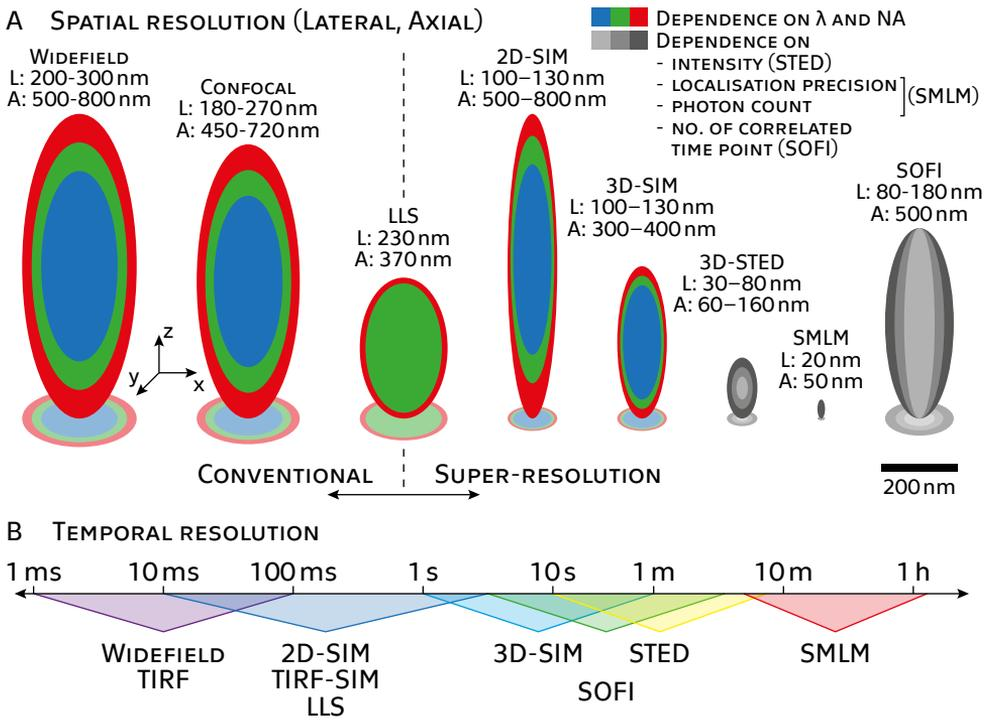 A Spatial resolution (Lateral, Axial)
Dependence on λ and NA
Dependence on
- intensity (STED)
- localisation precision
- photon count
(SMLM)
- no. of correlated
time point (SOFI)
Widefield
L: 200-300 nm
A: 500-800 nm
Confocal
L: 180-270 nm
A: 450-720 nm
LLS
L: 230 nm
A: 370 nm
2D-SIM
L: 100–130 nm
A: 500–800 nm
3D-SIM
L: 100–130 nm
A: 300–400 nm
3D-STED
L: 30–80 nm
A: 60–160 nm
SMLM
L: 20 nm
A: 50 nm
SOFI
L: 80-180 nm
A: 500 nm
z
y
x
Conventional
Super-resolution
200 nm
B Temporal resolution
1 ms 10 ms 100 ms 1 s 10 s 1 m 10 m 1 h
Widefield
TIRF
2D-SIM
TIRF-SIM
LLS
3D-SIM
SOFI
STED
SMLM